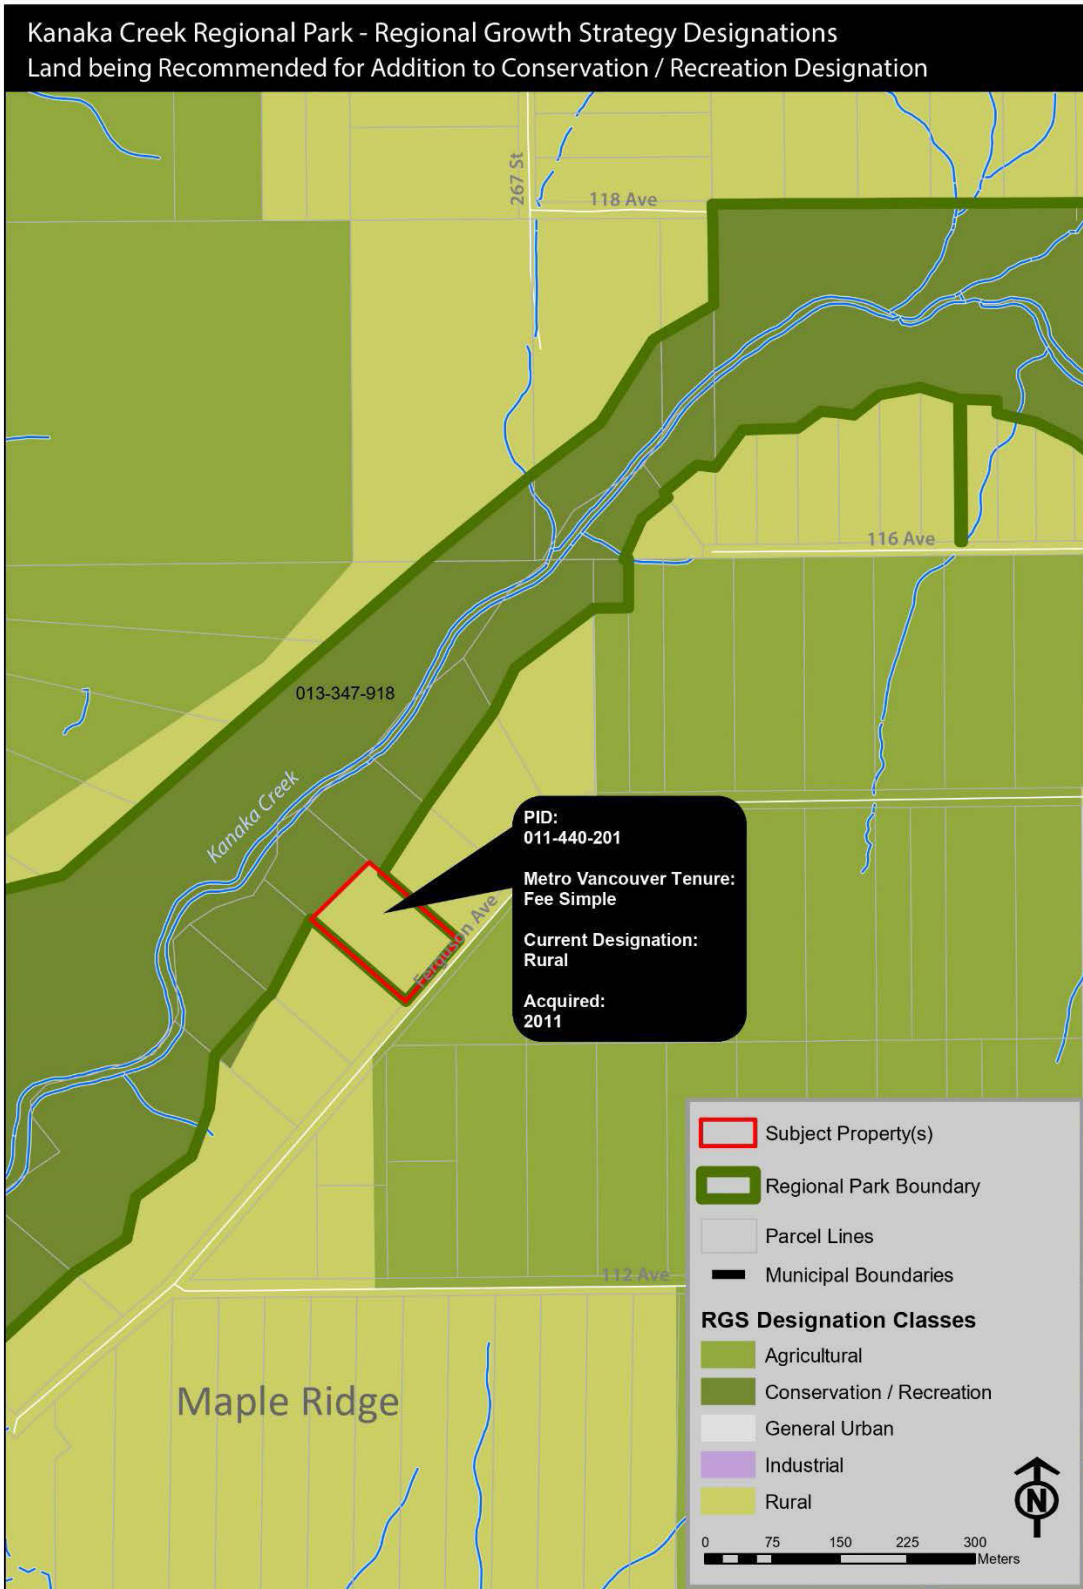 Kanaka Creek Regional Park - Regional Growth Strategy Designations
Land being Recommended for Addition to Conservation / Recreation Designation
267 St
118 Ave
116 Ave
013-347-918
Kanaka Creek
PID:
011-440-201
Metro Vancouver Tenure:
Fee Simple
Current Designation:
Rural
Acquired:
2011
Ferguson Ave
112 Ave
Maple Ridge
Subject Property(s)
Regional Park Boundary
Parcel Lines
Municipal Boundaries
RGS Designation Classes
Agricultural
Conservation / Recreation
General Urban
Industrial
Rural
N
0 75 150 225 300
Meters